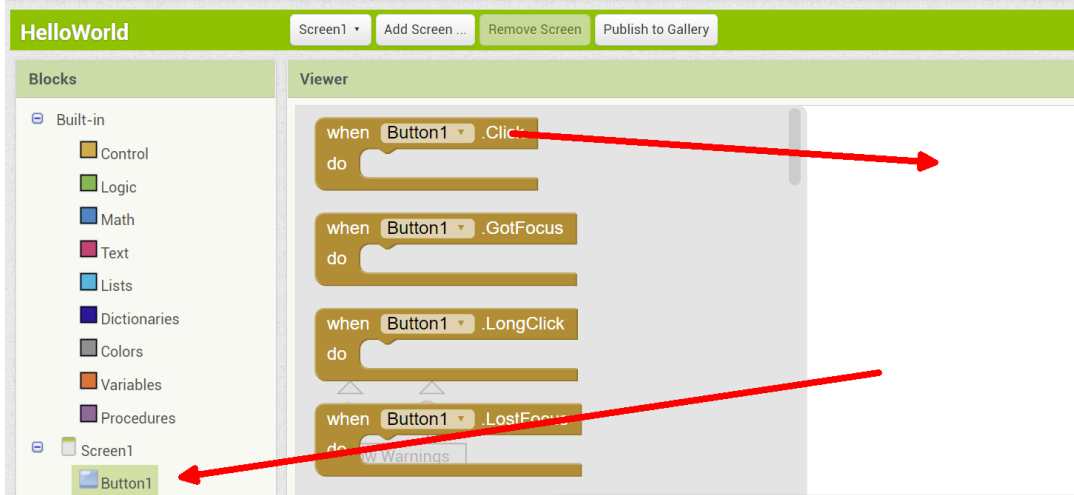 HelloWorld
Screen1 Add Screen ... Remove Screen Publish to Gallery
Blocks
Viewer
Built-in
Control
Logic
Math
Text
Lists
Dictionaries
Colors
Variables
Procedures
Screen1
Button1
when Button1 .Click
do
when Button1 .GotFocus
do
when Button1 .LongClick
do
when Button1 .LostFocus
do
Warnings